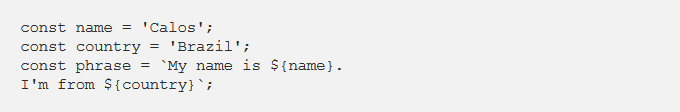 const name = 'Calos';
const country = 'Brazil';
const phrase = `My name is ${name}.
I'm from ${country}`;